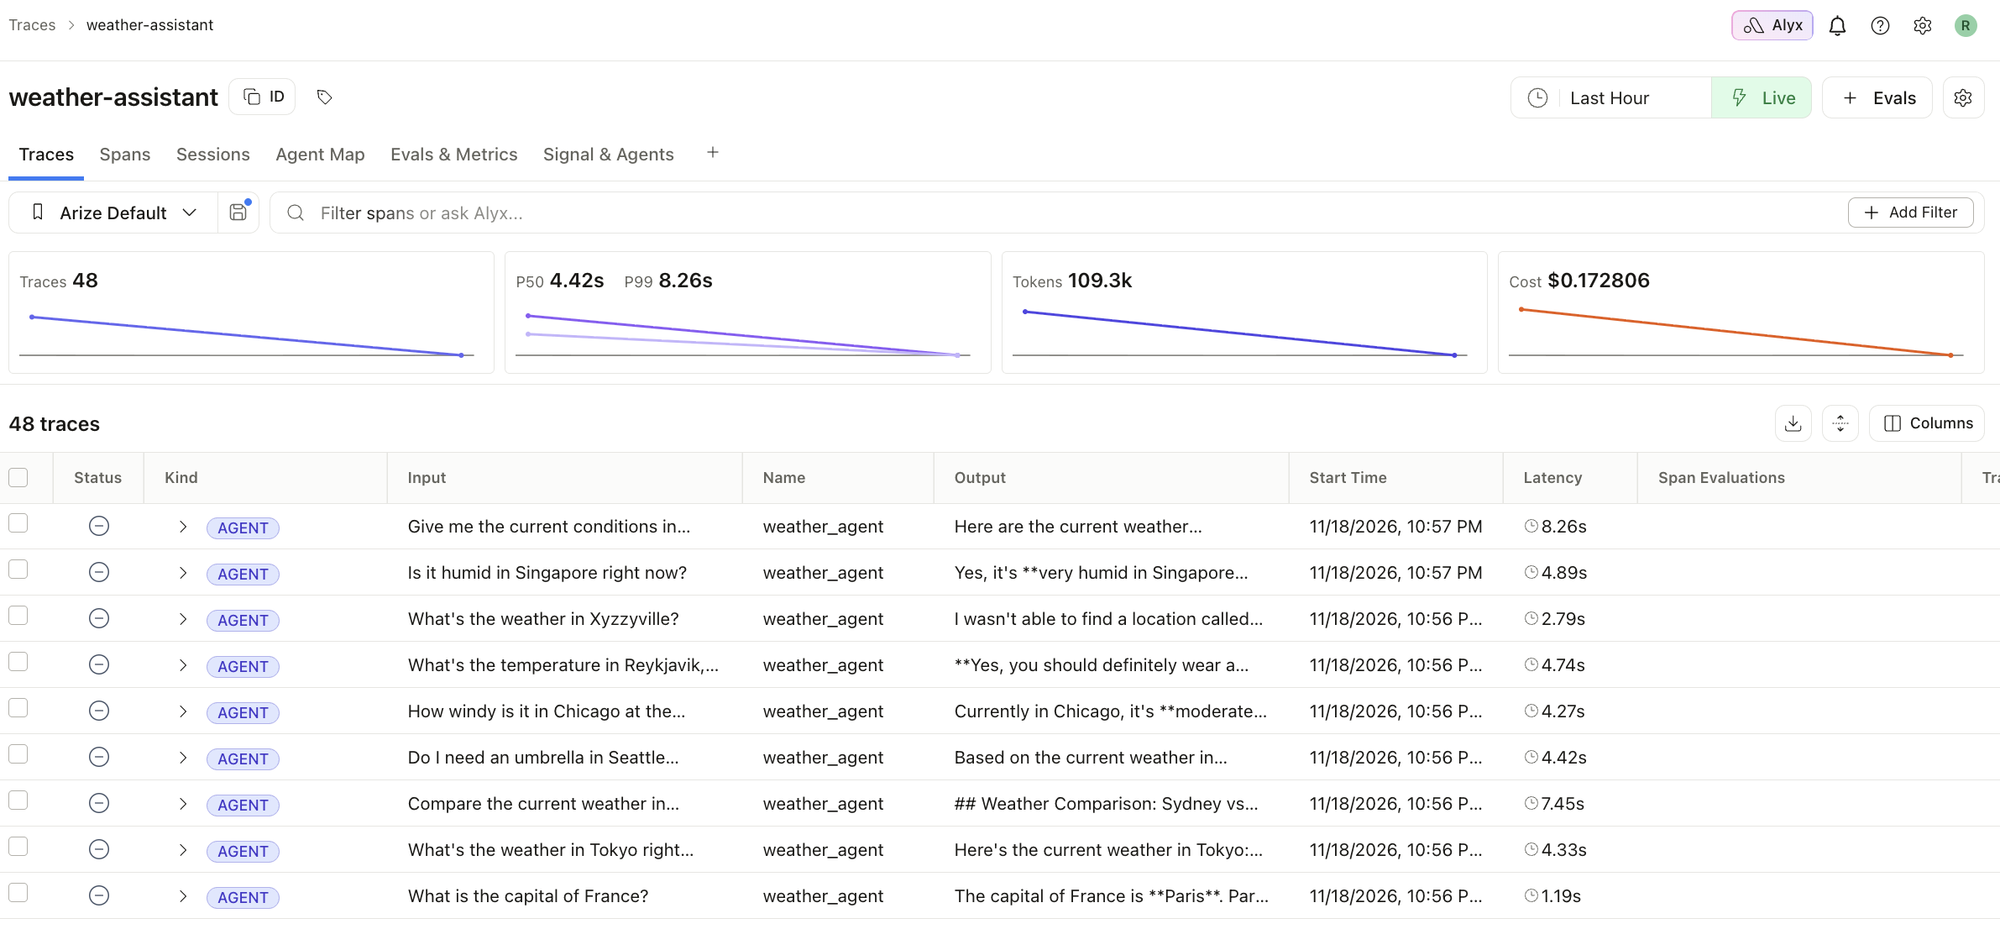 Traces > weather-assistant
Alyx
R
weather-assistant
ID
Last Hour
Live
+ Evals
Traces
Spans
Sessions
Agent Map
Evals & Metrics
Signal & Agents
+
Arize Default
Filter spans or ask Alyx...
+ Add Filter
Traces 48
P50 4.42s P99 8.26s
Tokens 109.3k
Cost $0.172806
48 traces
Columns
Status Kind Input Name Output Start Time Latency Span Evaluations Tra
AGENT Give me the current conditions in... weather_agent Here are the current weather... 11/18/2026, 10:57 PM 8.26s
AGENT Is it humid in Singapore right now? weather_agent Yes, it's **very humid in Singapore... 11/18/2026, 10:57 PM 4.89s
AGENT What's the weather in Xyzzyville? weather_agent I wasn't able to find a location called... 11/18/2026, 10:56 P... 2.79s
AGENT What's the temperature in Reykjavik,... weather_agent **Yes, you should definitely wear a... 11/18/2026, 10:56 P... 4.74s
AGENT How windy is it in Chicago at the... weather_agent Currently in Chicago, it's **moderate... 11/18/2026, 10:56 P... 4.27s
AGENT Do I need an umbrella in Seattle... weather_agent Based on the current weather in... 11/18/2026, 10:56 P... 4.42s
AGENT Compare the current weather in... weather_agent ## Weather Comparison: Sydney vs... 11/18/2026, 10:56 P... 7.45s
AGENT What's the weather in Tokyo right... weather_agent Here's the current weather in Tokyo:... 11/18/2026, 10:56 P... 4.33s
AGENT What is the capital of France? weather_agent The capital of France is **Paris**. Par... 11/18/2026, 10:56 P... 1.19s